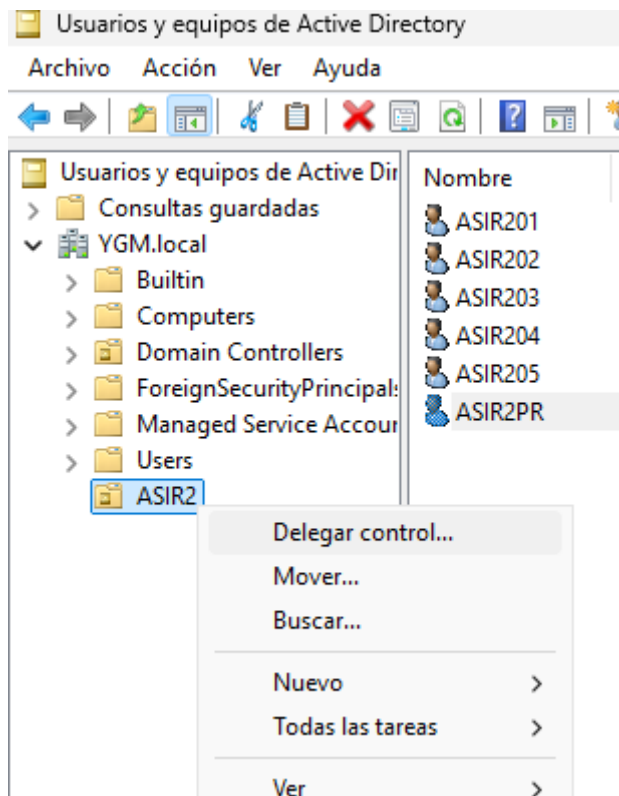 Usuarios y equipos de Active Directory
Archivo Acción Ver Ayuda
Usuarios y equipos de Active Dir
Consultas guardadas
YGM.local
Builtin
Computers
Domain Controllers
ForeignSecurityPrincipals
Managed Service Accoun
Users
ASIR2
Nombre
ASIR201
ASIR202
ASIR203
ASIR204
ASIR205
ASIR2PR
Delegar control...
Mover...
Buscar...
Nuevo
Todas las tareas
Ver